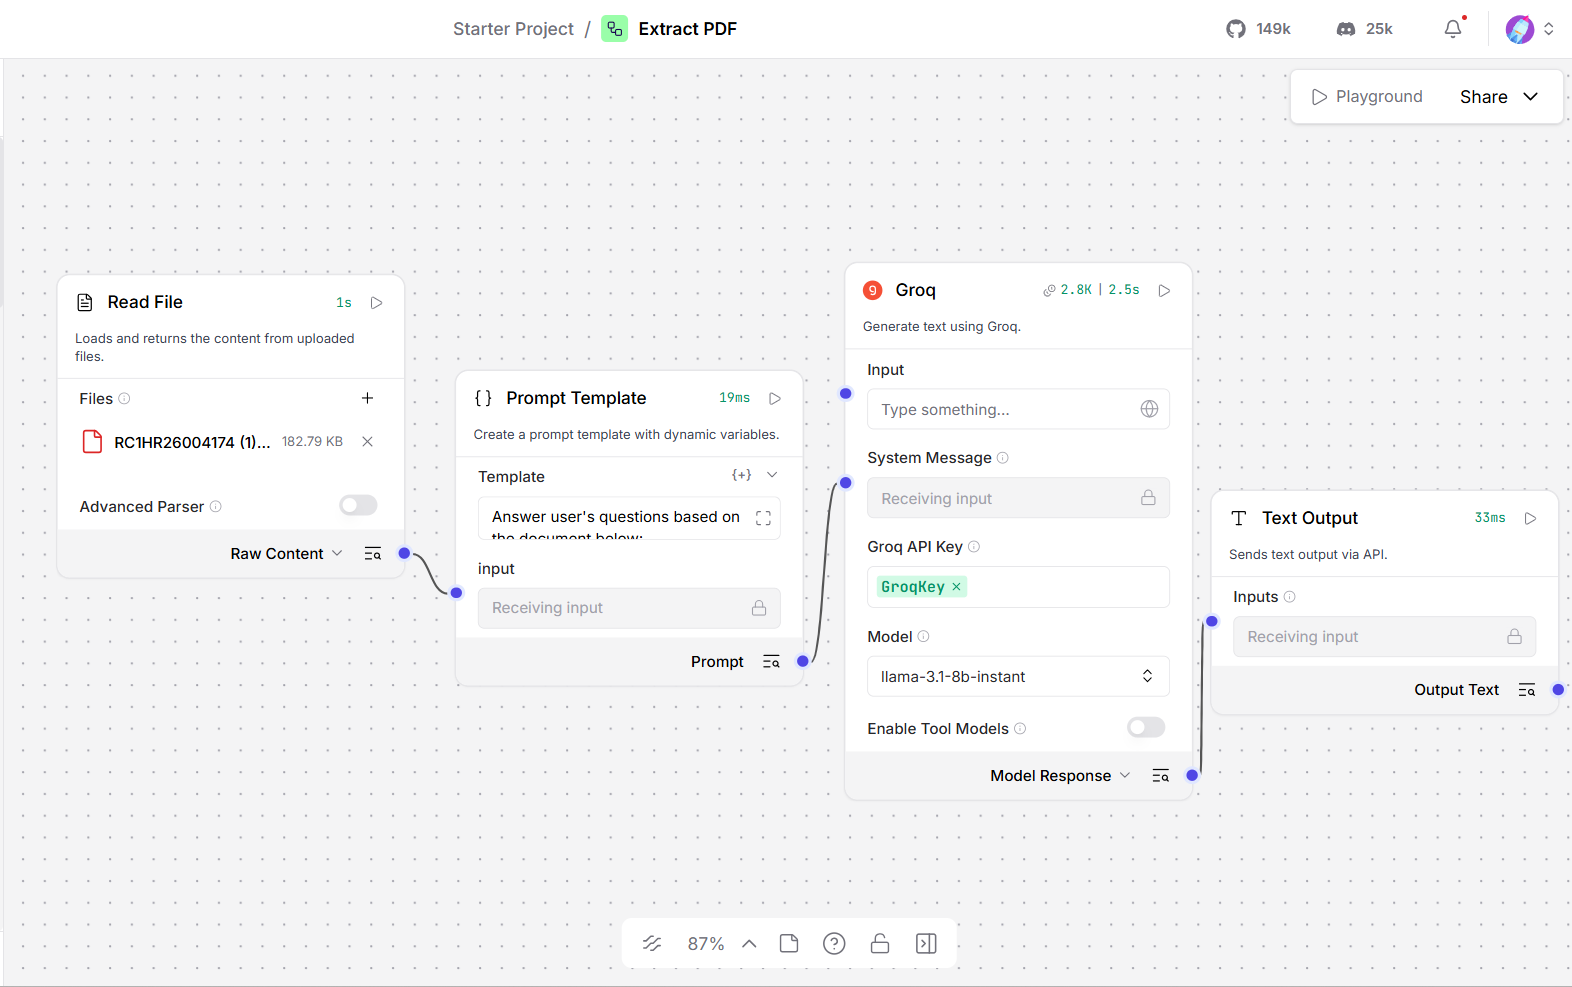 Starter Project / Extract PDF
149k
25k
Playground
Share
Read File
1s
Loads and returns the content from uploaded
files.
Files
RC1HR26004174 (1)...
182.79 KB
Advanced Parser
Raw Content
Prompt Template
19ms
Create a prompt template with dynamic variables.
Template
{+}
Answer user's questions based on
the document below:
input
Receiving input
Prompt
Groq
2.8K | 2.5s
Generate text using Groq.
Input
Type something...
System Message
Receiving input
Groq API Key
GroqKey
Model
llama-3.1-8b-instant
Enable Tool Models
Model Response
Text Output
33ms
Sends text output via API.
Inputs
Receiving input
Output Text
87%